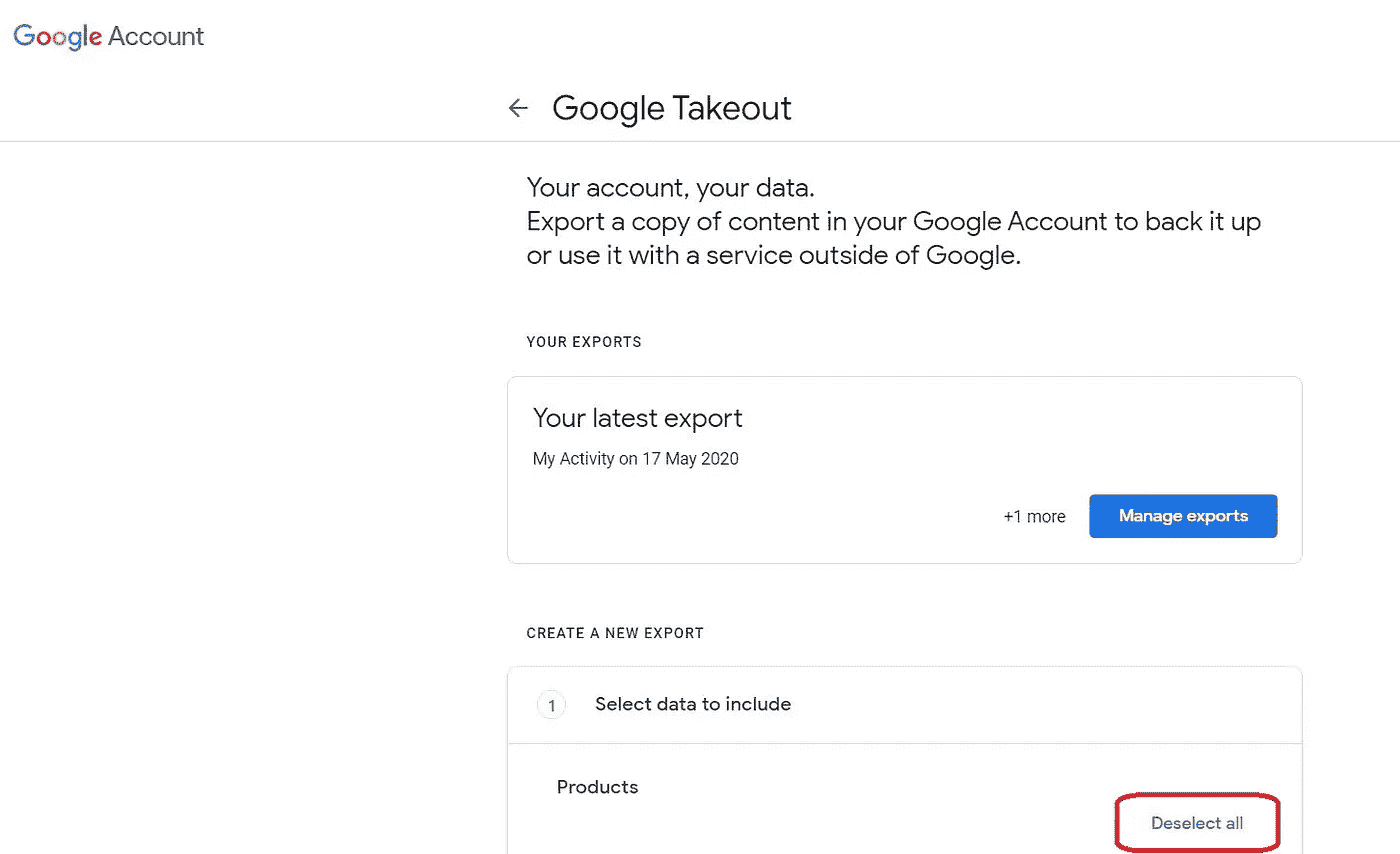 Google Account
Google Takeout
Your account, your data.
Export a copy of content in your Google Account to back it up
or use it with a service outside of Google.
YOUR EXPORTS
Your latest export
My Activity on 17 May 2020
+1 more
Manage exports
CREATE A NEW EXPORT
1 Select data to include
Products
Deselect all